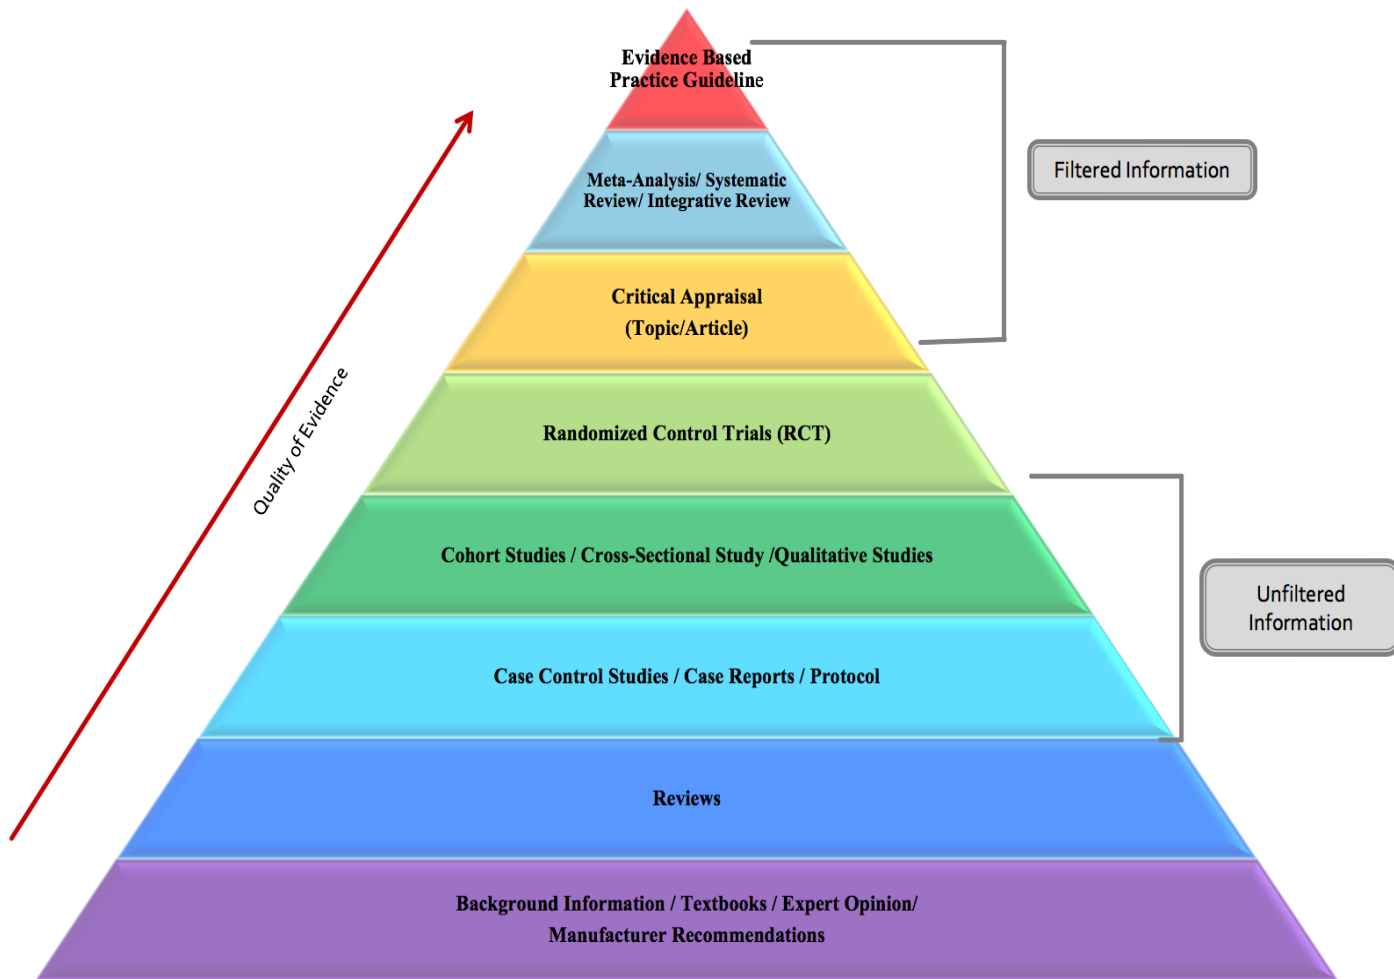 Evidence Based
Practice Guideline
Filtered Information
Meta-Analysis/ Systematic
Review/ Integrative Review
Critical Appraisal
(Topic/Article)
Quality of Evidence
Randomized Control Trials (RCT)
Cohort Studies / Cross-Sectional Study /Qualitative Studies
Unfiltered
Information
Case Control Studies / Case Reports / Protocol
Reviews
Background Information / Textbooks / Expert Opinion/
Manufacturer Recommendations